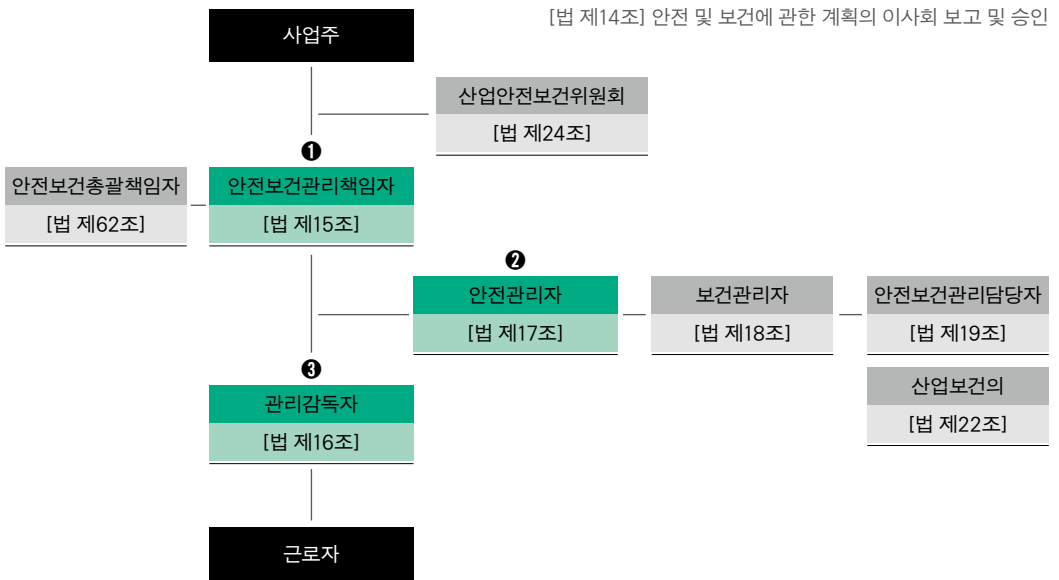 [법 제14조] 안전 및 보건에 관한 계획의 이사회 보고 및 승인
사업주
산업안전보건위원회
[법 제24조]
❶
안전보건총괄책임자
[법 제62조]
안전보건관리책임자
[법 제15조]
❷
안전관리자
[법 제17조]
보건관리자
[법 제18조]
안전보건관리담당자
[법 제19조]
산업보건의
[법 제22조]
❸
관리감독자
[법 제16조]
근로자